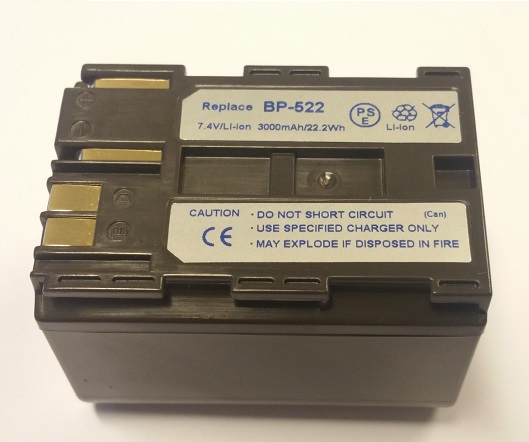 Replace BP-522
7.4V/Li-ion 3000mAh/22.2Wh
PS
E
Li-ion
CAUTION · DO NOT SHORT CIRCUIT (Can)
· USE SPECIFIED CHARGER ONLY
CE · MAY EXPLODE IF DISPOSED IN FIRE